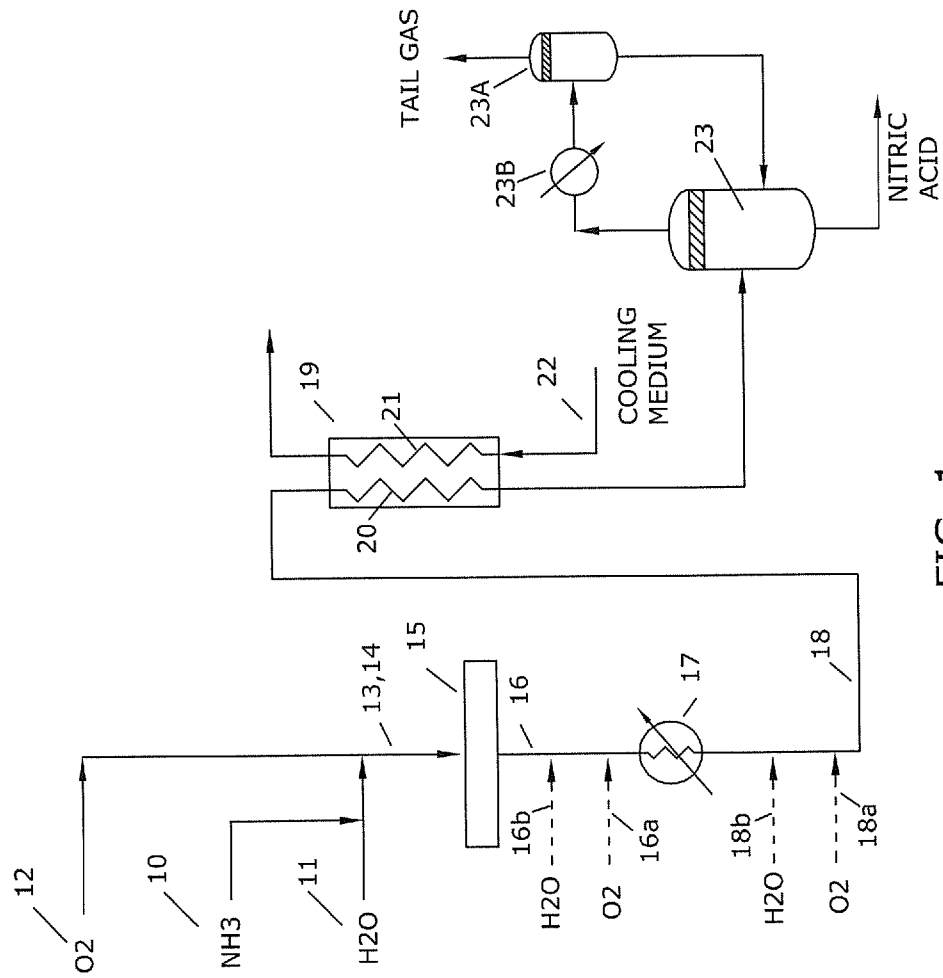 12
O2
10
NH3
11
H2O
13,14
15
19
20
21
TAIL GAS
23A
23B
16
16b
H2O
16a
O2
22
COOLING
MEDIUM
17
23
18b
H2O
18
18a
O2
NITRIC
ACID
FIG